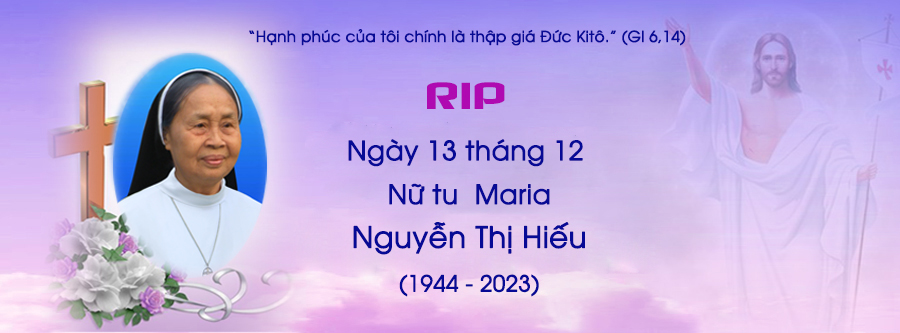 “Hạnh phúc của tôi chính là thập giá Đức Kitô.” (Gl 6,14)
RIP
Ngày 13 tháng 12
Nữ tu Maria
Nguyễn Thị Hiếu
(1944 - 2023)